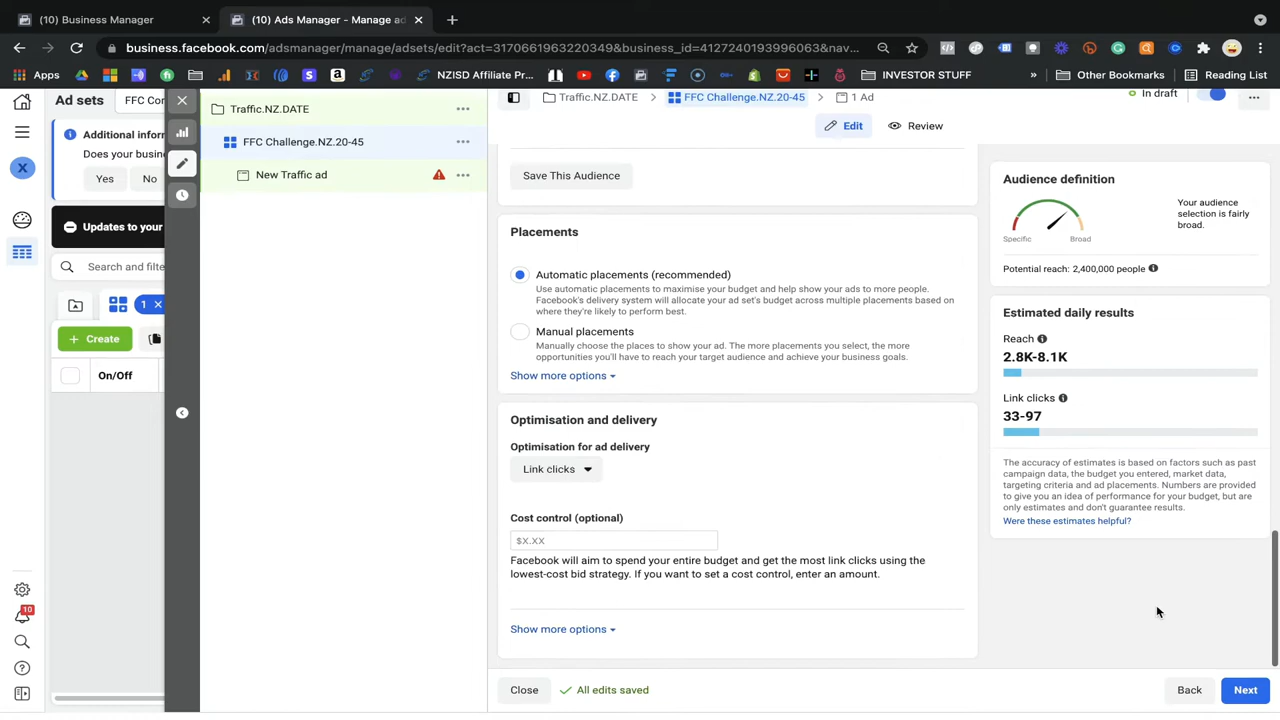 (10) Business Manager
(10) Ads Manager - Manage ad
business.facebook.com/adsmanager/manage/adsets/edit?act=3170661963220349&business_id=4127240193996063&nav...
Apps
NZISD Affiliate Pr...
INVESTOR STUFF
»
Other Bookmarks
Reading List
Ad sets
FFC Con
Additional inforn
Does your busine
Yes
No
Updates to your
Search and filte
1
Create
On/Off
X
10
Traffic.NZ.DATE
FFC Challenge.NZ.20-45
New Traffic ad
Traffic.NZ.DATE
FFC Challenge.NZ.20-45
1 Ad
In draft
Edit
Review
Save This Audience
Placements
Automatic placements (recommended)
Use automatic placements to maximise your budget and help show your ads to more people.
Facebook's delivery system will allocate your ad set's budget across multiple placements based on
where they're likely to perform best.
Manual placements
Manually choose the places to show your ad. The more placements you select, the more
opportunities you'll have to reach your target audience and achieve your business goals.
Show more options
Optimisation and delivery
Optimisation for ad delivery
Link clicks
Cost control (optional)
$X.XX
Facebook will aim to spend your entire budget and get the most link clicks using the
lowest-cost bid strategy. If you want to set a cost control, enter an amount.
Show more options
Close
All edits saved
Back
Next
Audience definition
Your audience
selection is fairly
broad.
Specific
Broad
Potential reach: 2,400,000 people
Estimated daily results
Reach
2.8K-8.1K
Link clicks
33-97
The accuracy of estimates is based on factors such as past
campaign data, the budget you entered, market data,
targeting criteria and ad placements. Numbers are provided
to give you an idea of performance for your budget, but are
only estimates and don't guarantee results.
Were these estimates helpful?